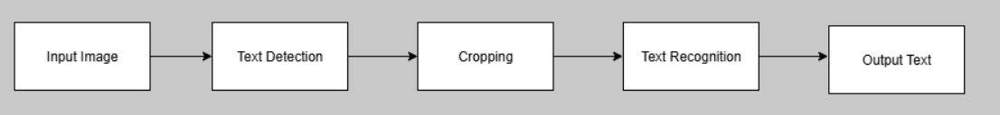 Input Image
Text Detection
Cropping
Text Recognition
Output Text